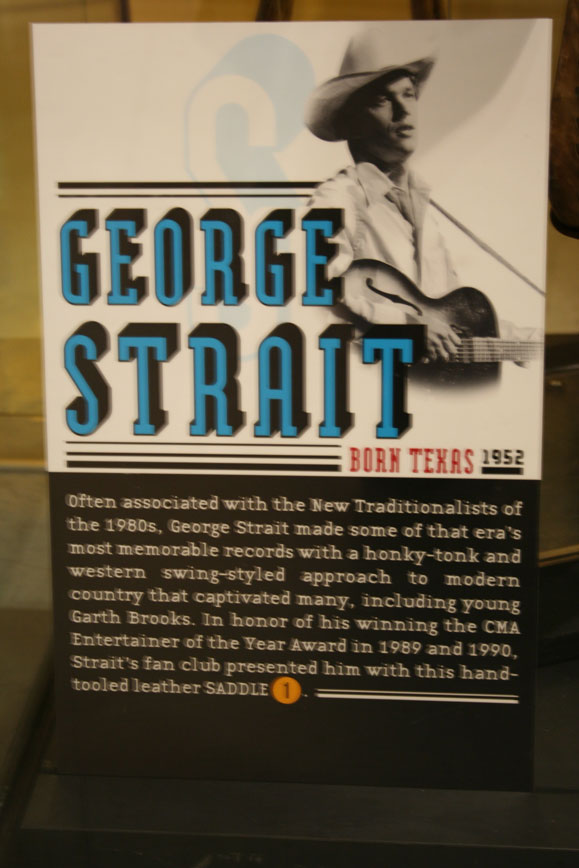 S
GEORGE
STRAIT
BORN TEXAS 1952
Often associated with the New Traditionalists of
the 1980s, George Strait made some of that era's
most memorable records with a honky-tonk and
western swing-styled approach to modern
country that captivated many, including young
Garth Brooks. In honor of his winning the CMA
Entertainer of the Year Award in 1989 and 1990,
Strait's fan club presented him with this hand-
tooled leather SADDLE 1.